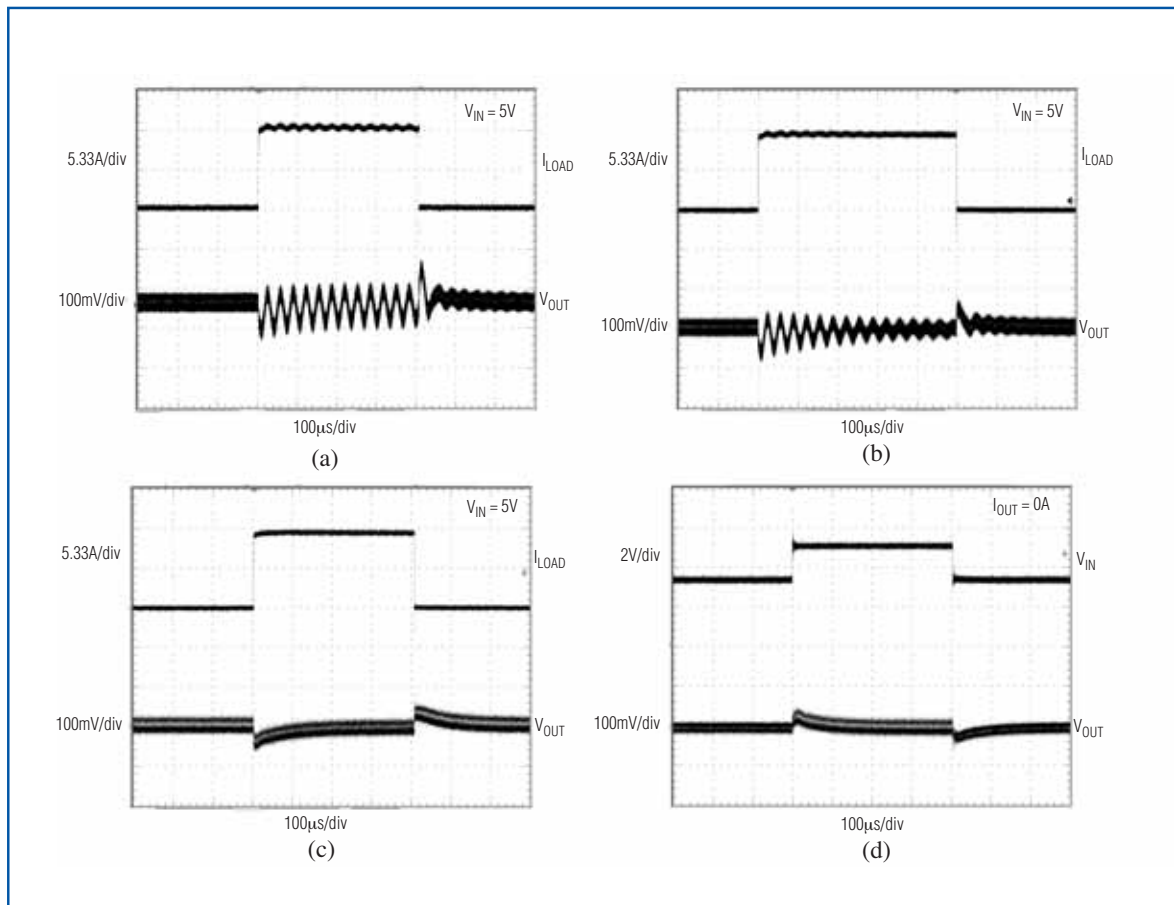 V_IN = 5V
5.33A/div
I_LOAD
100mV/div
V_OUT
100μs/div
(a)
V_IN = 5V
5.33A/div
I_LOAD
100mV/div
V_OUT
100μs/div
(b)
V_IN = 5V
5.33A/div
I_LOAD
100mV/div
V_OUT
100μs/div
(c)
I_OUT = 0A
2V/div
V_IN
100mV/div
V_OUT
100μs/div
(d)